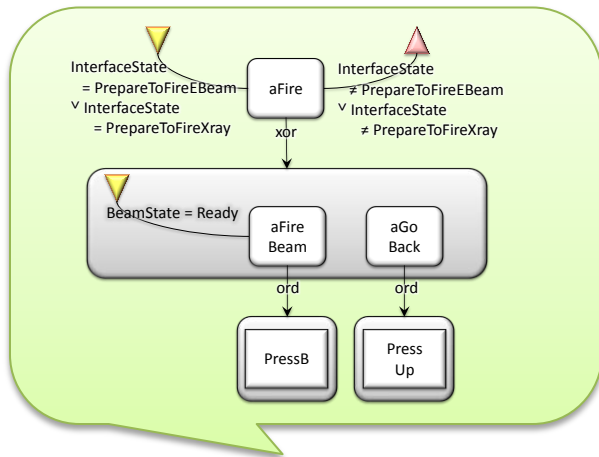 InterfaceState
= PrepareToFireEBeam
∨ InterfaceState
= PrepareToFireXray
aFire
InterfaceState
≠ PrepareToFireEBeam
∨ InterfaceState
≠ PrepareToFireXray
xor
BeamState = Ready
aFire
Beam
aGo
Back
ord
ord
PressB
Press
Up